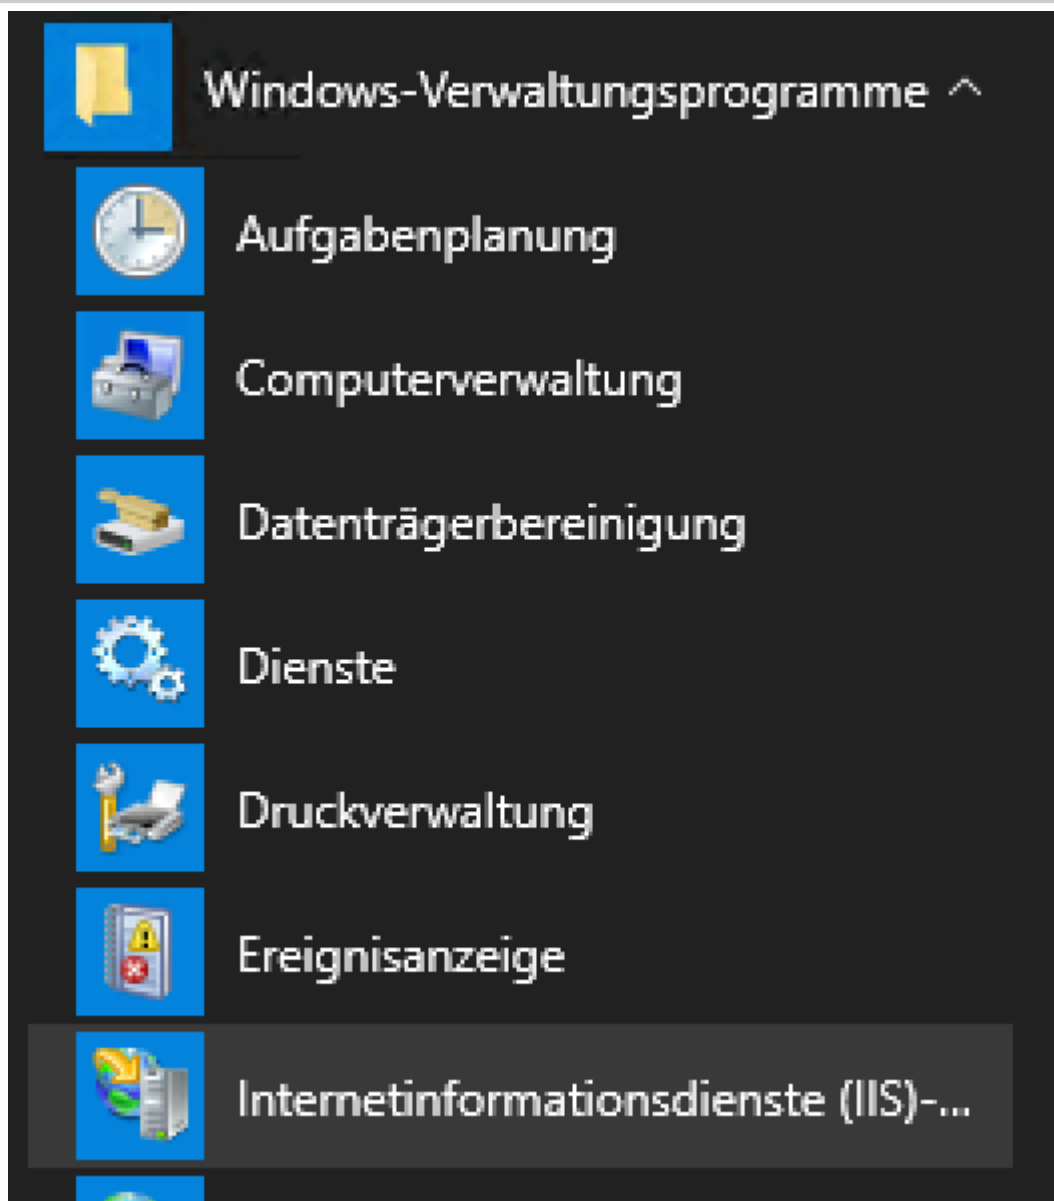 Windows-Verwaltungsprogramme
Aufgabenplanung
Computerverwaltung
Datenträgerbereinigung
Dienste
Druckverwaltung
Ereignisanzeige
Internetinformationsdienste (IIS)-...